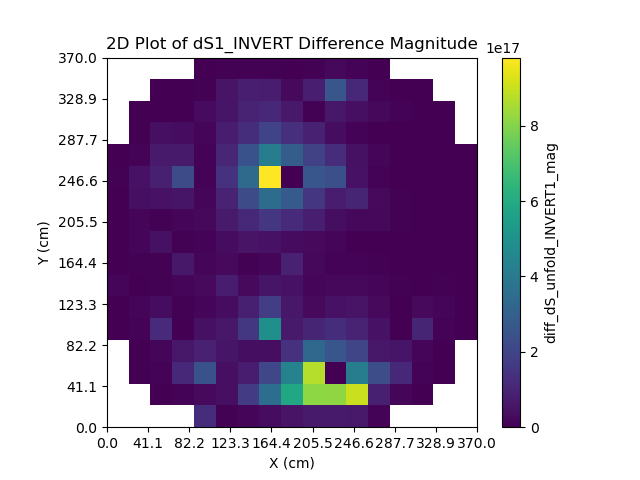 2D Plot of dS1_INVERT Difference Magnitude
1e17
370.0
328.9
287.7
246.6
205.5
164.4
123.3
82.2
41.1
0.0
Y (cm)
0.0 41.1 82.2 123.3 164.4 205.5 246.6 287.7 328.9 370.0
X (cm)
8
6
4
2
0
diff_dS_unfold_INVERT1_mag